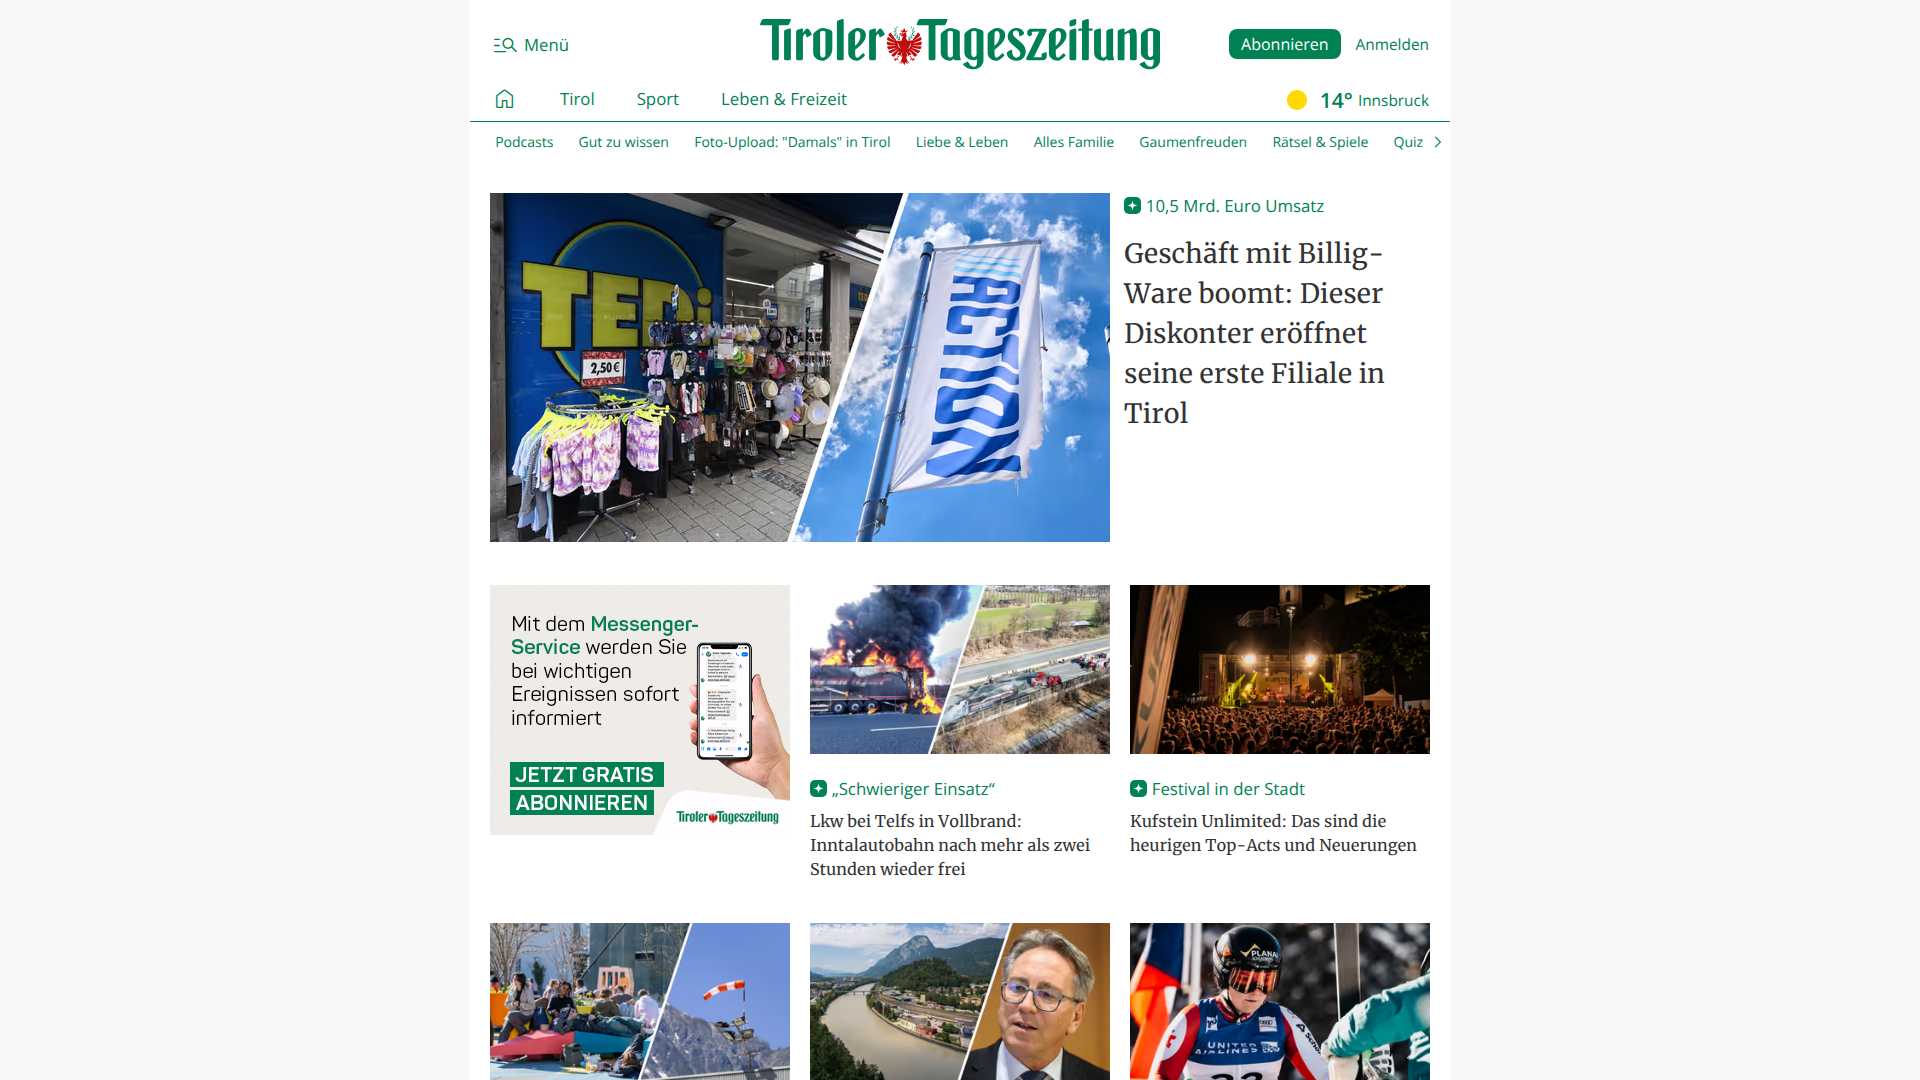 Menü
Tiroler Tageszeitung
Abonnieren
Anmelden
Tirol
Sport
Leben & Freizeit
14° Innsbruck
Podcasts
Gut zu wissen
Foto-Upload: "Damals" in Tirol
Liebe & Leben
Alles Familie
Gaumenfreuden
Rätsel & Spiele
Quiz
TEDi
2,50 €
ACTION
10,5 Mrd. Euro Umsatz
Geschäft mit Billig-
Ware boomt: Dieser
Diskonter eröffnet
seine erste Filiale in
Tirol
Mit dem Messenger-
Service werden Sie
bei wichtigen
Ereignissen sofort
informiert
JETZT GRATIS
ABONNIEREN
Tiroler Tageszeitung
„Schwieriger Einsatz“
Lkw bei Telfs in Vollbrand:
Inntalautobahn nach mehr als zwei
Stunden wieder frei
Festival in der Stadt
Kufstein Unlimited: Das sind die
heurigen Top-Acts und Neuerungen
PLANAI
UNITED
AIRLINES